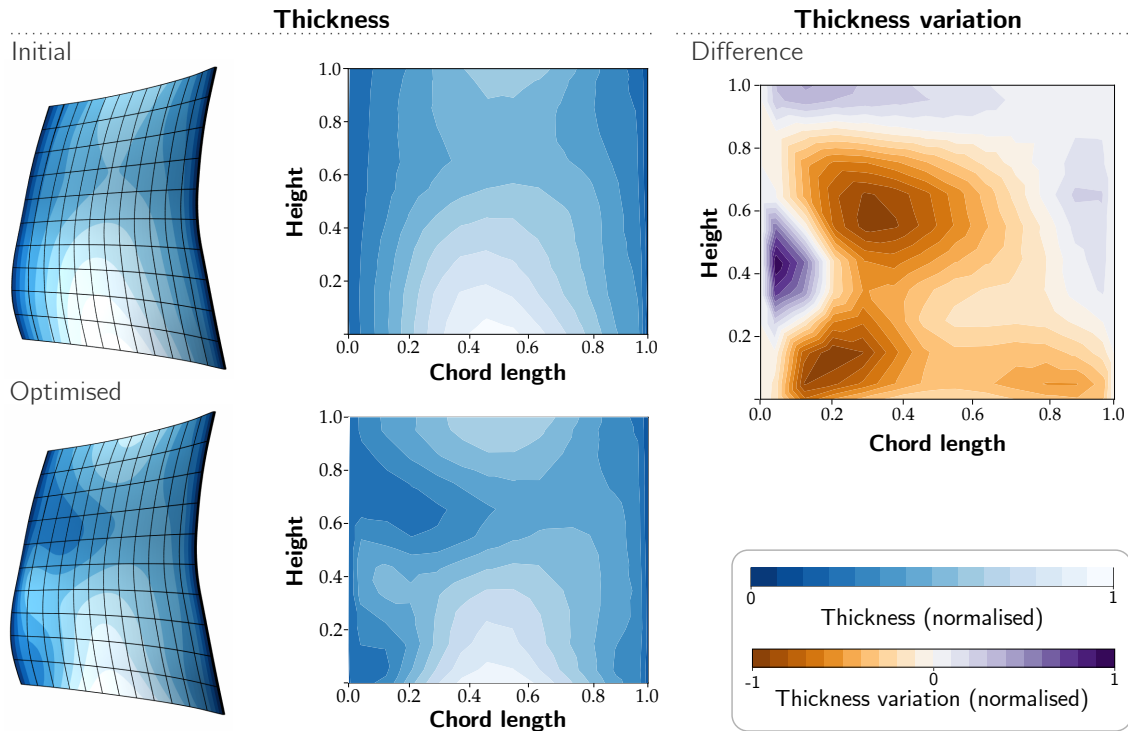 Thickness
Thickness variation
Initial
Difference
1.0
0.8
0.6
0.4
0.2
Height
0.0
0.2
0.4
0.6
0.8
1.0
Chord length
1.0
0.8
0.6
0.4
0.2
Height
0.0
0.2
0.4
0.6
0.8
1.0
Chord length
Optimised
1.0
0.8
0.6
0.4
0.2
Height
0.0
0.2
0.4
0.6
0.8
1.0
Chord length
0
1
Thickness (normalised)
-1
0
1
Thickness variation (normalised)